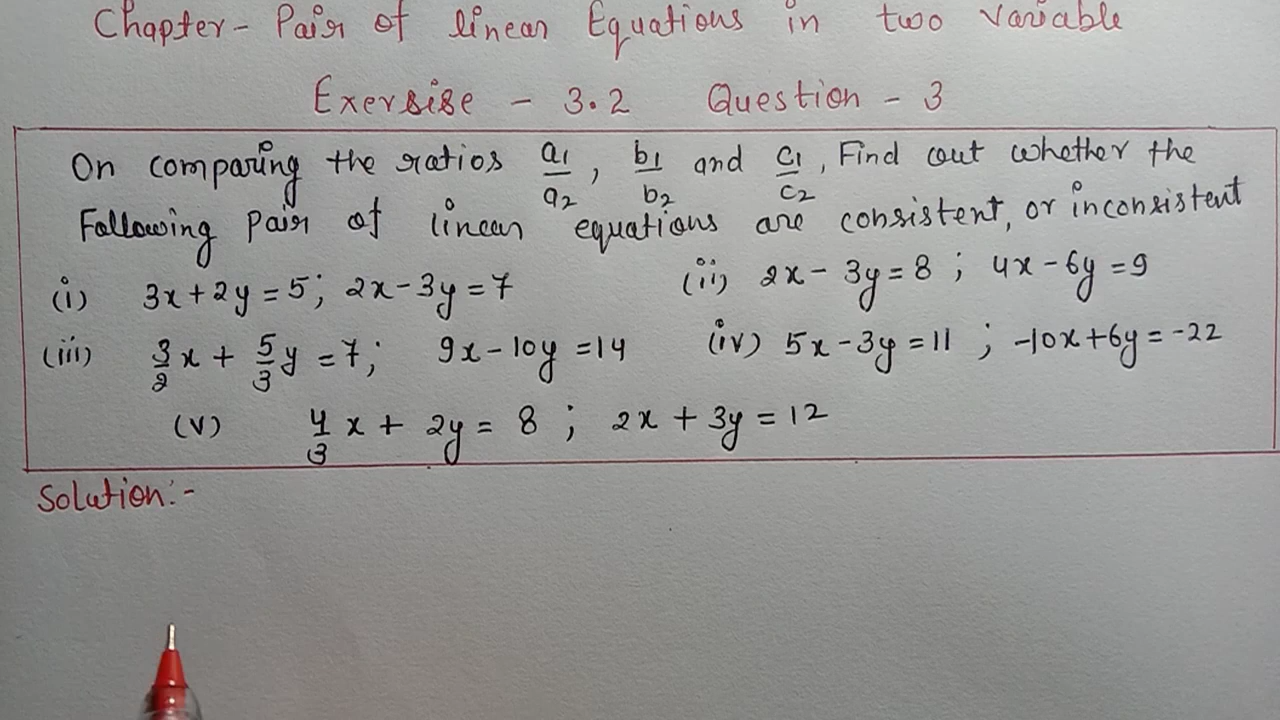 Chapter- Pair of linear Equations in two variable
Exersise - 3.2 Question - 3
On comparing the ratios a₁/a₂, b₁/b₂ and c₁/c₂, Find out whether the
Following pair of linear equations are consistent, or inconsistent
(i) 3x+2y=5; 2x-3y=7 (ii) 2x-3y=8; 4x-6y=9
(iii) 3/2x + 5/3y = 7; 9x-10y=14 (iv) 5x-3y=11; -10x+6y=-22
(V) 4/3x + 2y = 8; 2x + 3y = 12
Solution:-